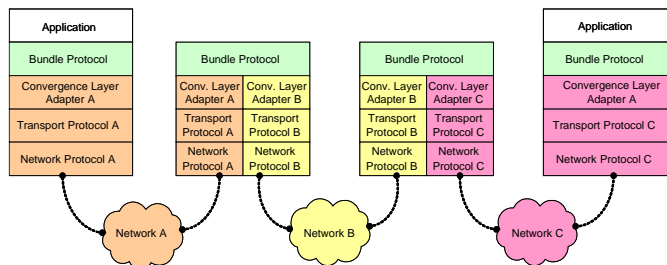 Application
Bundle Protocol
Convergence Layer
Adapter A
Transport Protocol A
Network Protocol A
Bundle Protocol
Conv. Layer
Adapter A
Transport
Protocol A
Network
Protocol A
Conv. Layer
Adapter B
Transport
Protocol B
Network
Protocol B
Bundle Protocol
Conv. Layer
Adapter B
Transport
Protocol B
Network
Protocol B
Conv. Layer
Adapter C
Transport
Protocol C
Network
Protocol C
Application
Bundle Protocol
Convergence Layer
Adapter A
Transport Protocol C
Network Protocol C
Network A
Network B
Network C